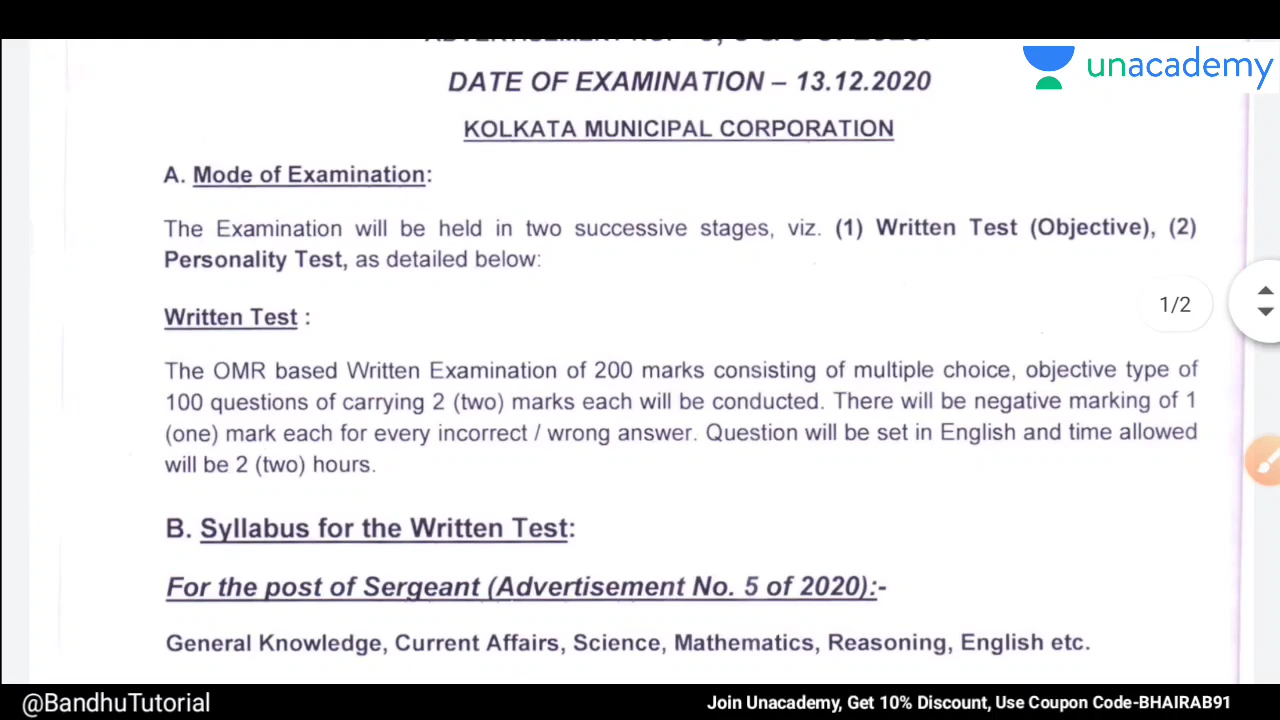 unacademy
DATE OF EXAMINATION – 13.12.2020
KOLKATA MUNICIPAL CORPORATION
A. Mode of Examination:
The Examination will be held in two successive stages, viz. (1) Written Test (Objective), (2)
Personality Test, as detailed below:
1/2
Written Test :
The OMR based Written Examination of 200 marks consisting of multiple choice, objective type of
100 questions of carrying 2 (two) marks each will be conducted. There will be negative marking of 1
(one) mark each for every incorrect / wrong answer. Question will be set in English and time allowed
will be 2 (two) hours.
B. Syllabus for the Written Test:
For the post of Sergeant (Advertisement No. 5 of 2020):-
General Knowledge, Current Affairs, Science, Mathematics, Reasoning, English etc.
@BandhuTutorial
Join Unacademy, Get 10% Discount, Use Coupon Code-BHAIRAB91